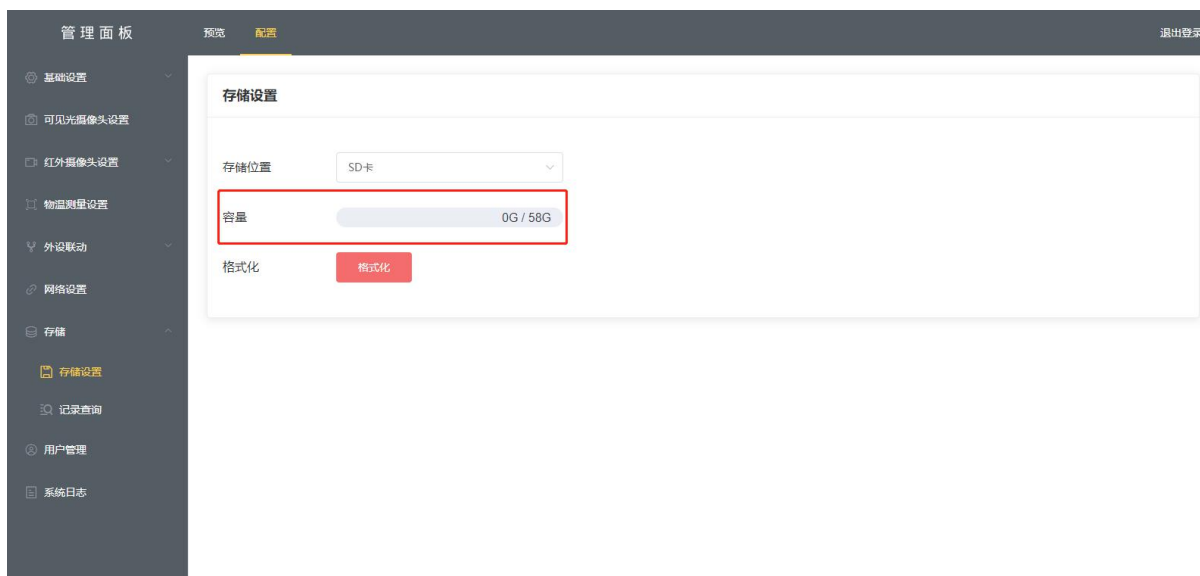 管理面板
预览 配置 退出登录
基础设置
可见光摄像头设置
红外摄像头设置
物温测量设置
外设联动
网络设置
存储
存储设置
记录查询
用户管理
系统日志
存储设置
存储位置 SD卡
容量 0G / 58G
格式化 格式化